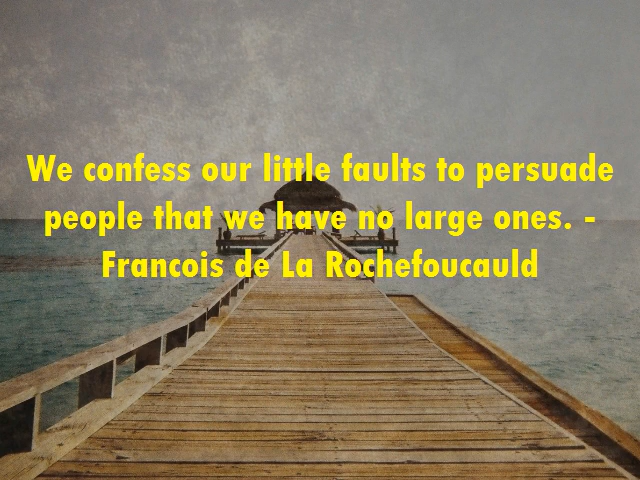 We confess our little faults to persuade
people that we have no large ones. -
Francois de La Rochefoucauld